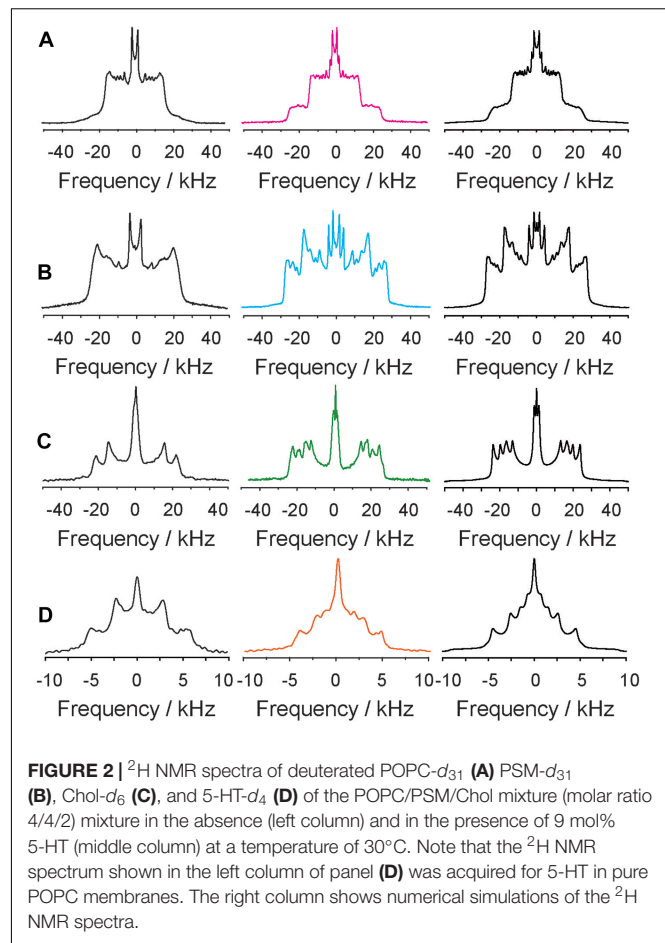 A
-40 -20 0 20 40 -40 -20 0 20 40 -40 -20 0 20 40
Frequency / kHz Frequency / kHz Frequency / kHz
B
-40 -20 0 20 40 -40 -20 0 20 40 -40 -20 0 20 40
Frequency / kHz Frequency / kHz Frequency / kHz
C
-40 -20 0 20 40 -40 -20 0 20 40 -40 -20 0 20 40
Frequency / kHz Frequency / kHz Frequency / kHz
D
-10 -5 0 5 10 -10 -5 0 5 10 -10 -5 0 5 10
Frequency / kHz Frequency / kHz Frequency / kHz
FIGURE 2 | ²H NMR spectra of deuterated POPC-d₃₁ (A) PSM-d₃₁
(B), Chol-d₆ (C), and 5-HT-d₄ (D) of the POPC/PSM/Chol mixture (molar ratio
4/4/2) mixture in the absence (left column) and in the presence of 9 mol%
5-HT (middle column) at a temperature of 30°C. Note that the ²H NMR
spectrum shown in the left column of panel (D) was acquired for 5-HT in pure
POPC membranes. The right column shows numerical simulations of the ²H
NMR spectra.